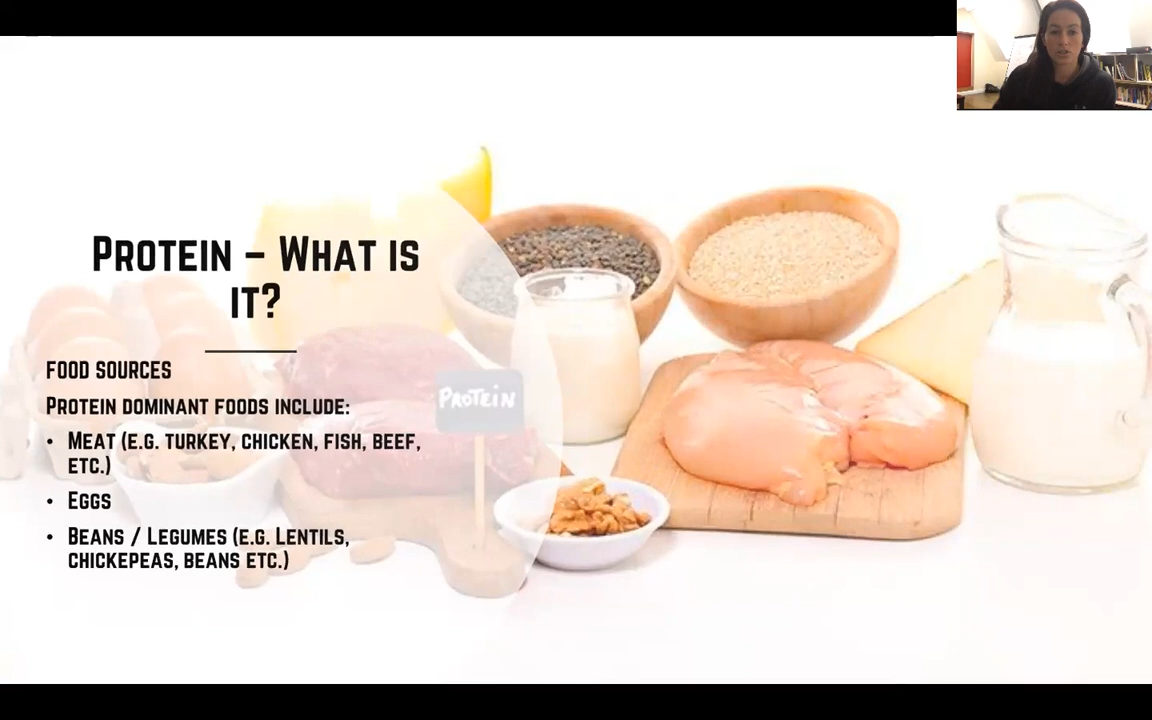 Protein – What is
it?
food sources
Protein dominant foods include:
• Meat (e.g. turkey, chicken, fish, beef,
etc.)
• Eggs
• Beans / Legumes (e.g. Lentils,
chickepeas, beans etc.)
Protein